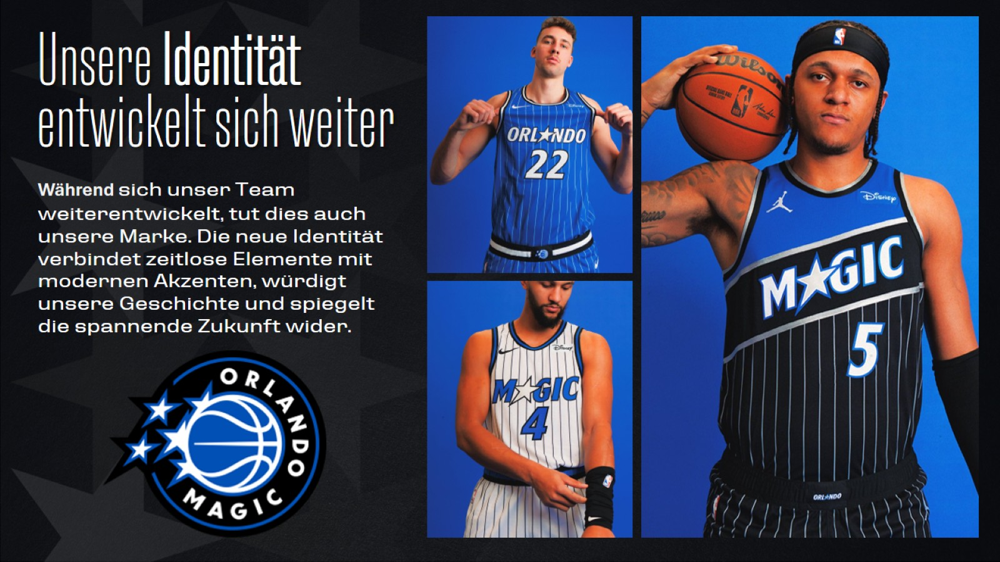 Unsere Identität
entwickelt sich weiter
Während sich unser Team
weiterentwickelt, tut dies auch
unsere Marke. Die neue Identität
verbindet zeitlose Elemente mit
modernen Akzenten, würdigt
unsere Geschichte und spiegelt
die spannende Zukunft wider.
ORLANDO
MAGIC
Disney
ORLANDO
22
Disney
MAGIC
4
Wilson
Disney
MAGIC
5
ORLANDO